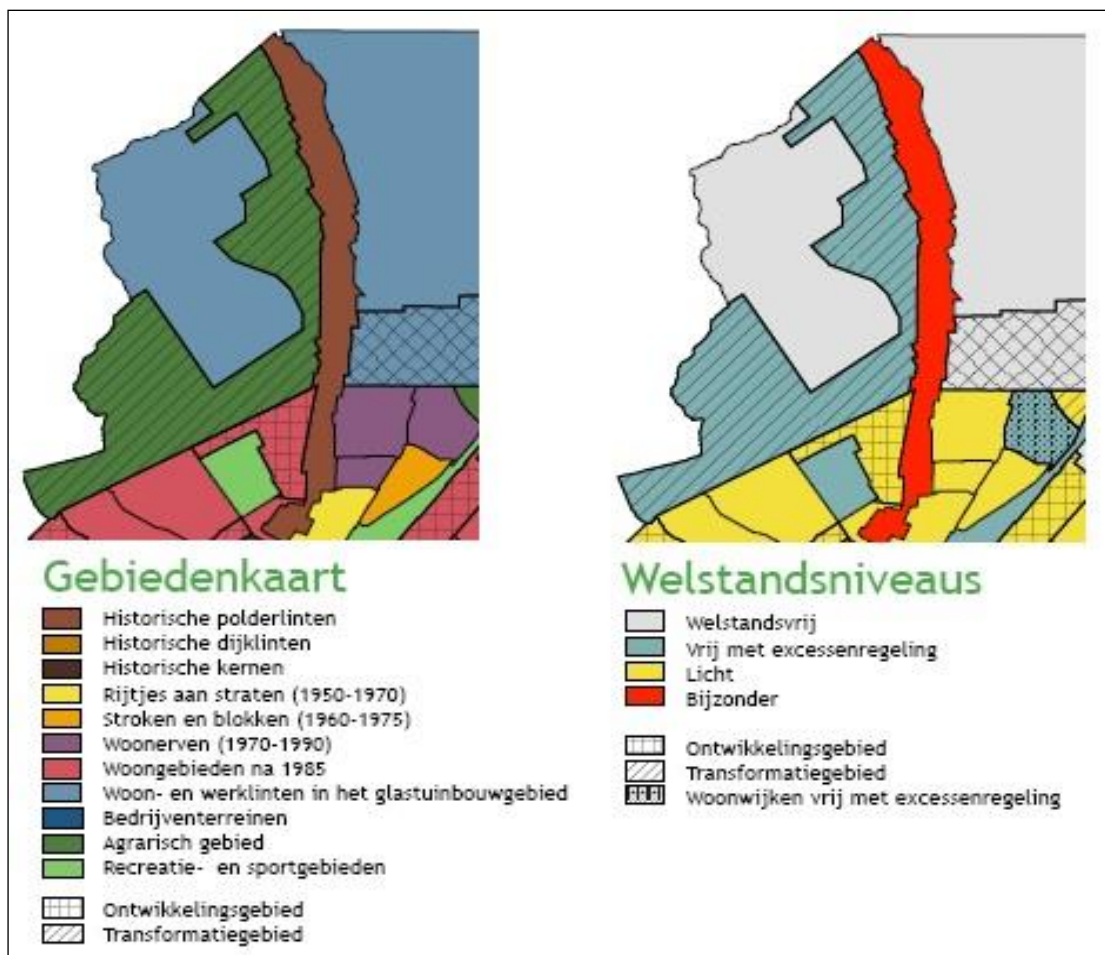 Gebiedenkaart
Historische polderlinten
Historische dijklinten
Historische kernen
Rijtjes aan straten (1950-1970)
Stroken en blokken (1960-1975)
Woonerven (1970-1990)
Woongebieden na 1985
Woon- en werklinten in het glastuinbouwgebied
Bedrijventerreinen
Agrarisch gebied
Recreatie- en sportgebieden
Ontwikkelingsgebied
Transformatiegebied
Welstandsniveaus
Welstandsvrij
Vrij met excessenregeling
Licht
Bijzonder
Ontwikkelingsgebied
Transformatiegebied
Woonwijken vrij met excessenregeling